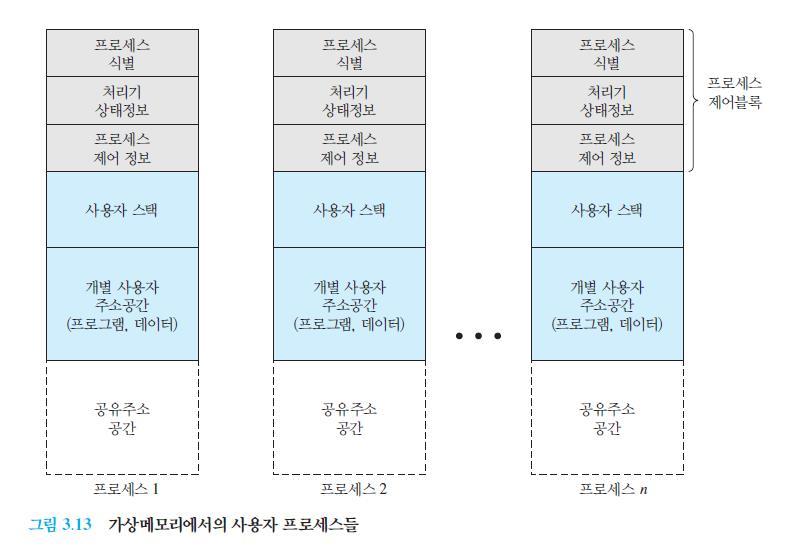 프로세스
식별
처리기
상태정보
프로세스
제어 정보
사용자 스택
개별 사용자
주소공간
(프로그램, 데이터)
공유주소
공간
프로세스 1
프로세스
식별
처리기
상태정보
프로세스
제어 정보
사용자 스택
개별 사용자
주소공간
(프로그램, 데이터)
공유주소
공간
프로세스 2
프로세스
식별
처리기
상태정보
프로세스
제어 정보
사용자 스택
개별 사용자
주소공간
(프로그램, 데이터)
공유주소
공간
프로세스 n
프로세스
제어블록
그림 3.13 가상메모리에서의 사용자 프로세스들